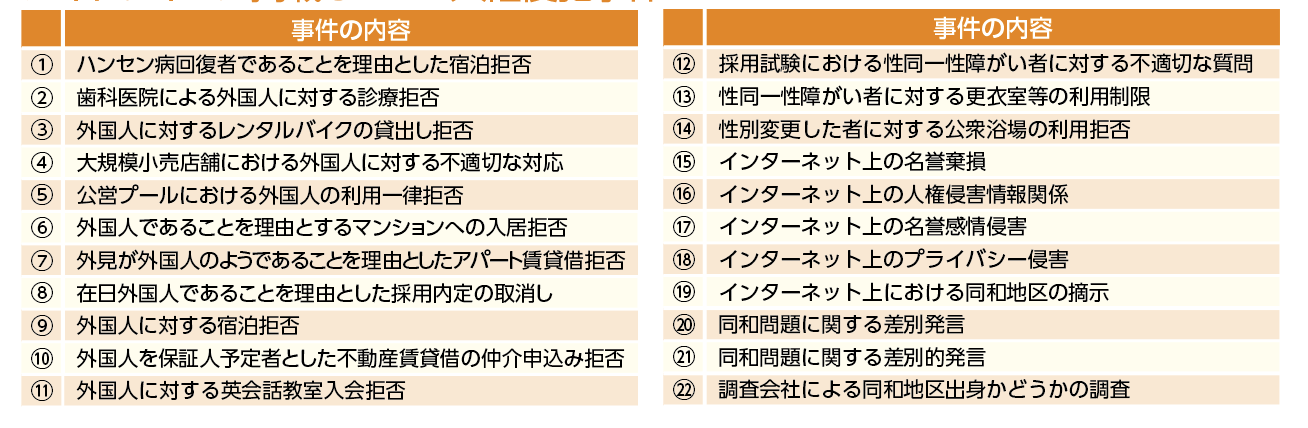 事件の内容
① ハンセン病回復者であることを理由とした宿泊拒否
② 歯科医院による外国人に対する診療拒否
③ 外国人に対するレンタルバイクの貸出し拒否
④ 大規模小売店舗における外国人に対する不適切な対応
⑤ 公営プールにおける外国人の利用一律拒否
⑥ 外国人であることを理由とするマンションへの入居拒否
⑦ 外見が外国人のようであることを理由としたアパート賃貸借拒否
⑧ 在日外国人であることを理由とした採用内定の取消し
⑨ 外国人に対する宿泊拒否
⑩ 外国人を保証人予定者とした不動産賃貸借の仲介申込み拒否
⑪ 外国人に対する英会話教室入会拒否
事件の内容
⑫ 採用試験における性同一性障がい者に対する不適切な質問
⑬ 性同一性障がい者に対する更衣室等の利用制限
⑭ 性別変更した者に対する公衆浴場の利用拒否
⑮ インターネット上の名誉棄損
⑯ インターネット上の人権侵害情報関係
⑰ インターネット上の名誉感情侵害
⑱ インターネット上のプライバシー侵害
⑲ インターネット上における同和地区の摘示
⑳ 同和問題に関する差別発言
㉑ 同和問題に関する差別的発言
㉒ 調査会社による同和地区出身かどうかの調査